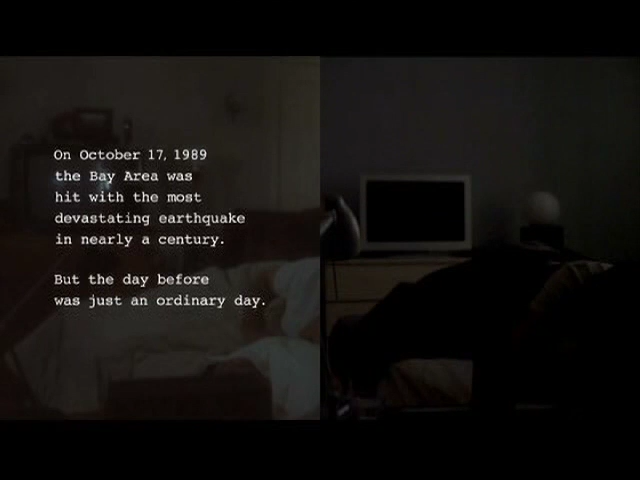 On October 17, 1989
the Bay Area was
hit with the most
devastating earthquake
in nearly a century.
But the day before
was just an ordinary day.